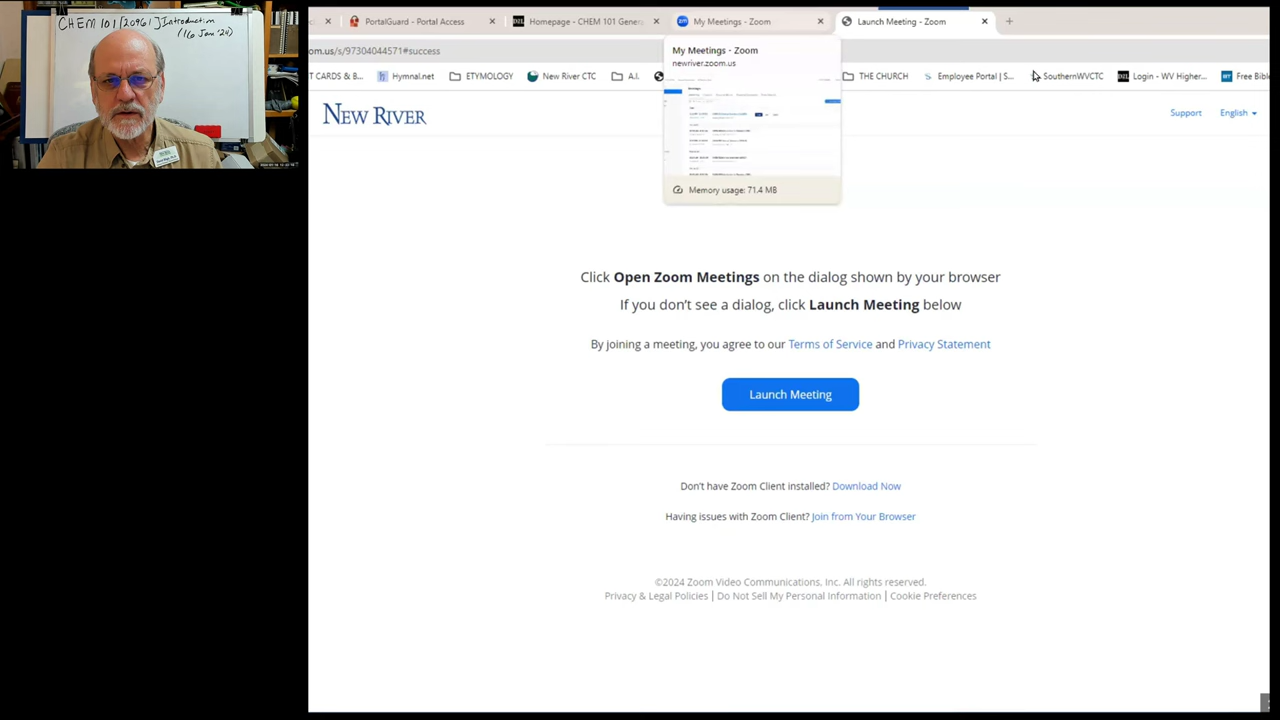 CHEM 101 [20961] Introduction
(16 Jan '24)
PortalGuard - Portal Access
Homepage - CHEM 101 Gener
My Meetings - Zoom
Launch Meeting - Zoom
om.us/s/97304044571#success
My Meetings - Zoom
newriver.zoom.us
T CARDS & B...
Hymnal.net
ETYMOLOGY
New River CTC
A.I.
THE CHURCH
Employee Portal | S...
SouthernWVCTC
Login - WV Higher...
Free Bible
NEW RIVER
Support
English
Memory usage: 71.4 MB
Click Open Zoom Meetings on the dialog shown by your browser
If you don't see a dialog, click Launch Meeting below
By joining a meeting, you agree to our Terms of Service and Privacy Statement
Launch Meeting
Don't have Zoom Client installed? Download Now
Having issues with Zoom Client? Join from Your Browser
©2024 Zoom Video Communications, Inc. All rights reserved.
Privacy & Legal Policies | Do Not Sell My Personal Information | Cookie Preferences